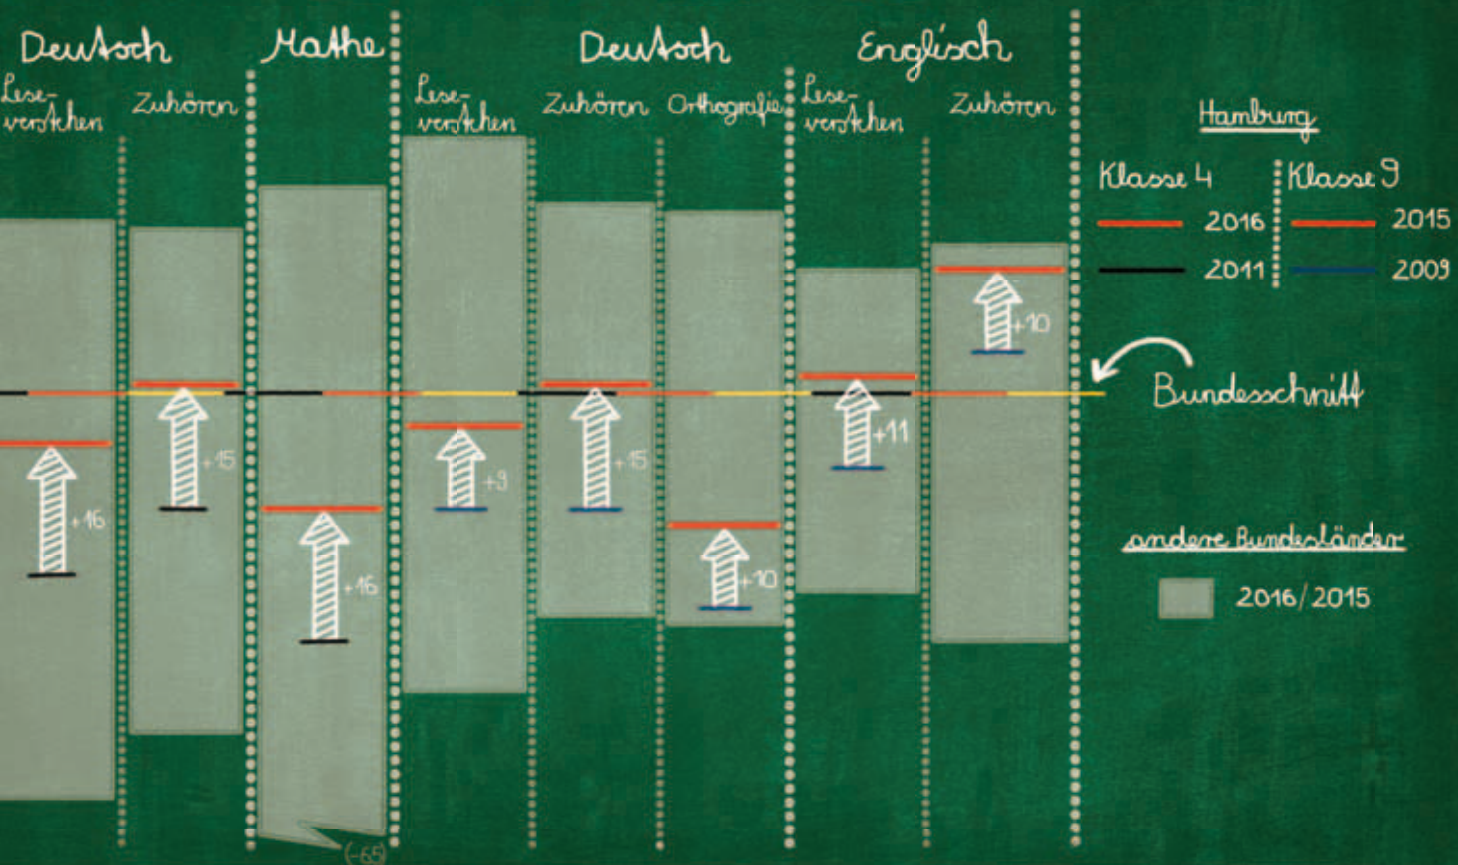 Deutsch
Mathe
Deutsch
Englisch
Lese-
verstehen
Zuhören
Lese-
verstehen
Zuhören
Orthografie
Lese-
verstehen
Zuhören
+16
+15
+16
+9
+15
+10
+11
+10
(-65)
Hamburg
Klasse 4
Klasse 9
2016
2015
2011
2009
Bundesschnitt
andere Bundesländer
2016/2015